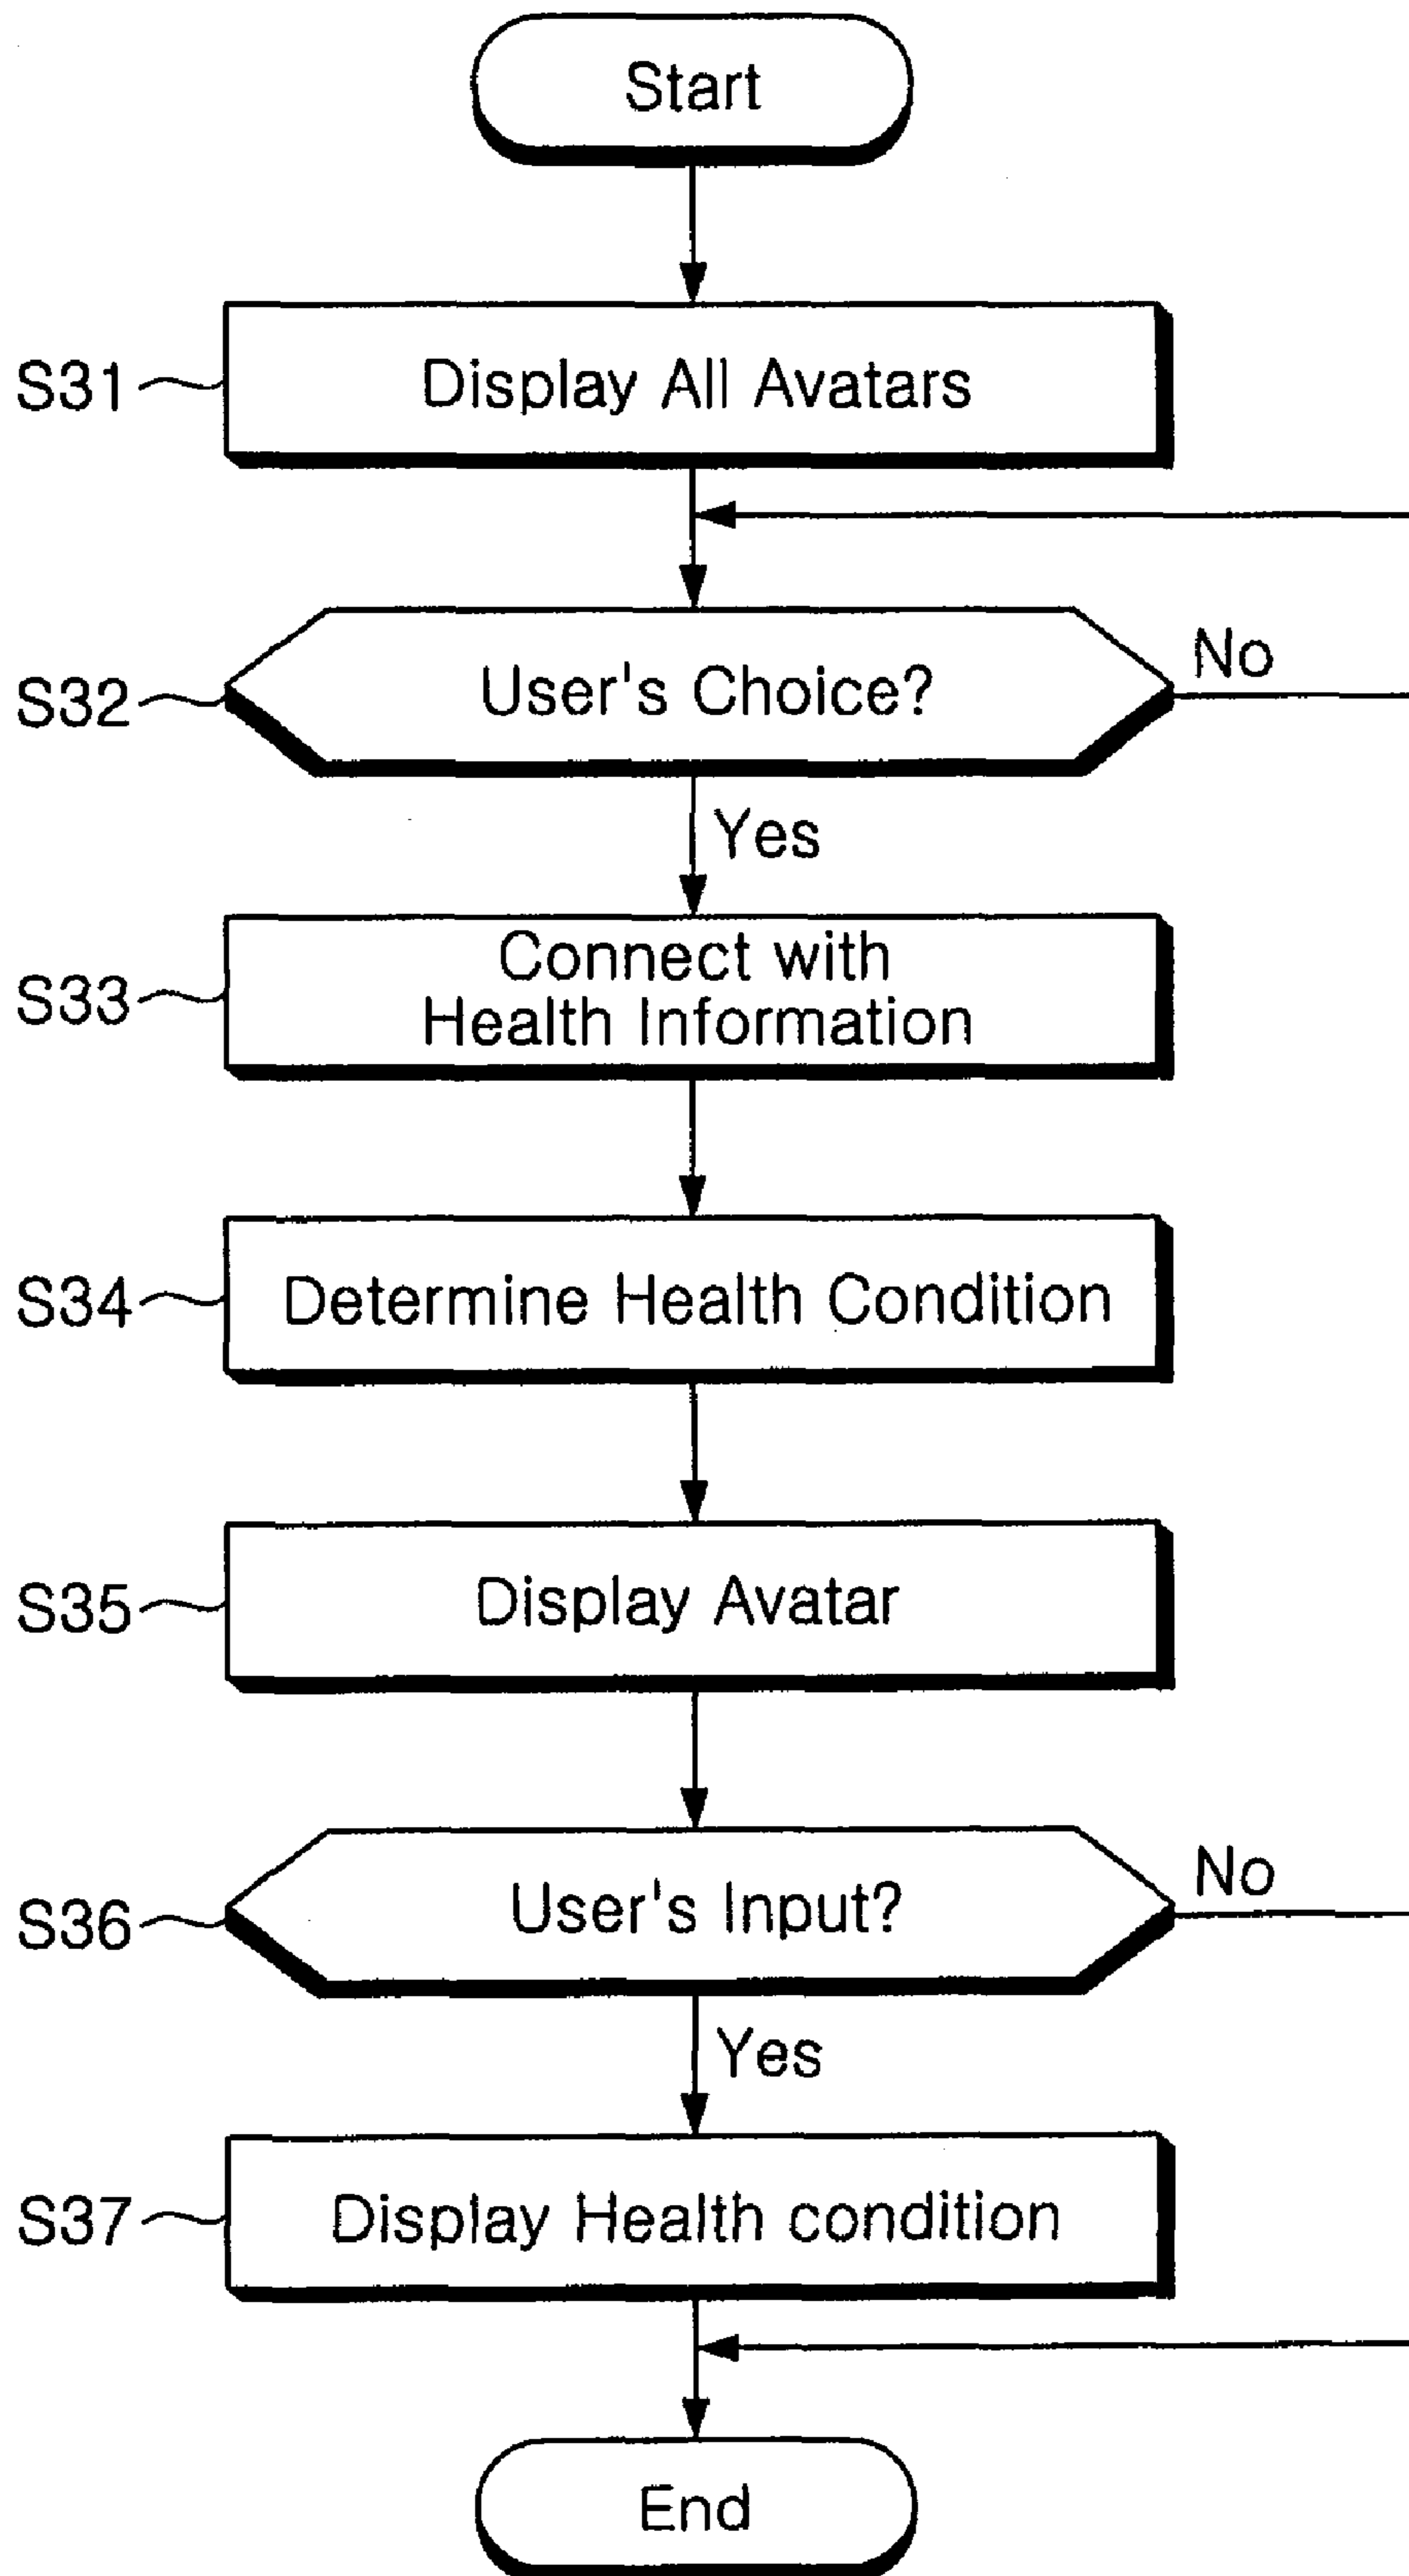 Start
S31
Display All Avatars
S32
User's Choice?
No
Yes
S33
Connect with
Health Information
S34
Determine Health Condition
S35
Display Avatar
S36
User's Input?
No
Yes
S37
Display Health condition
End